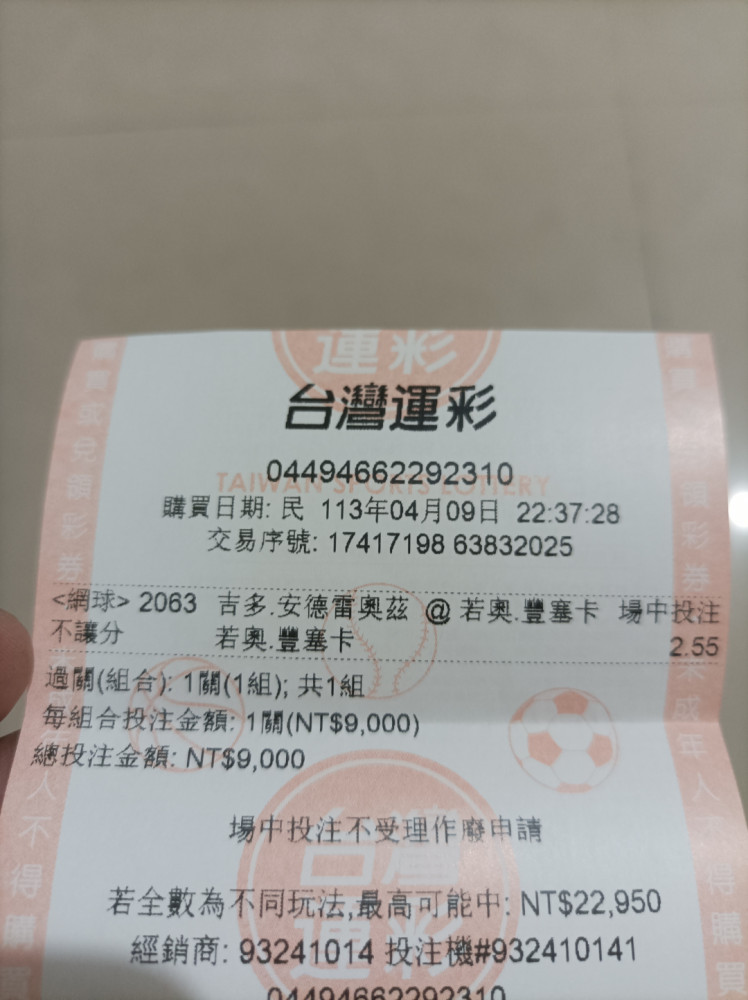 運彩
台灣運彩
04494662292310
TAIWAN SPORTS LOTTERY
購買日期: 民 113年04月09日 22:37:28
交易序號: 17417198 63832025
<網球> 2063 吉多.安德雷奧茲 @ 若奧.豐塞卡 場中投注
不讓分 若奧.豐塞卡 2.55
過關(組合): 1關(1組); 共1組
每組合投注金額: 1關(NT$9,000)
總投注金額: NT$9,000
場中投注不受理作廢申請
台灣
運彩
若全數為不同玩法,最高可能中: NT$22,950
經銷商: 93241014 投注機#932410141
04494662292310